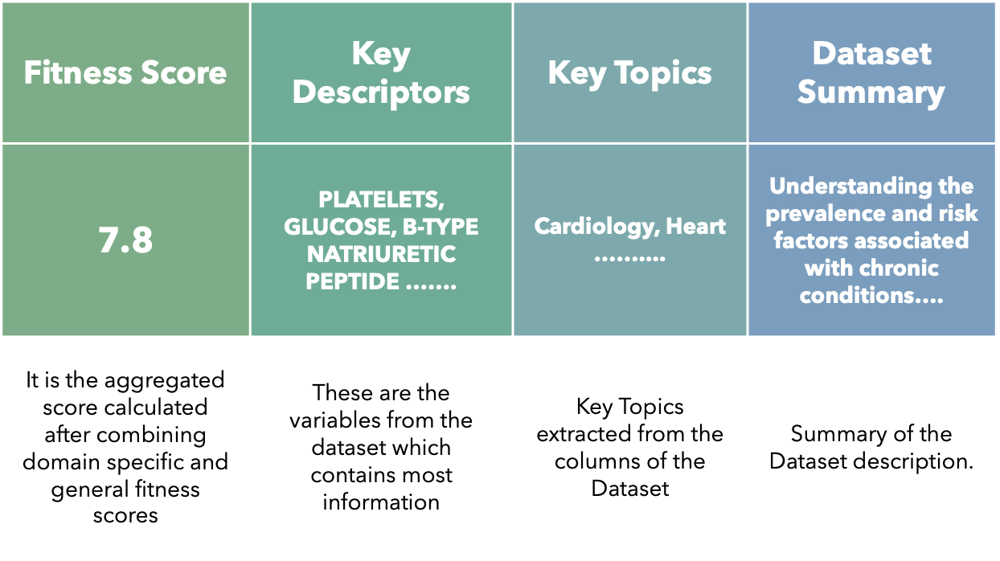 Fitness Score
Key
Descriptors
Key Topics
Dataset
Summary
7.8
PLATELETS,
GLUCOSE, B-TYPE
NATRIURETIC
PEPTIDE .......
Cardiology, Heart
..........
Understanding the
prevalence and risk
factors associated
with chronic
conditions....
It is the aggregated
score calculated
after combining
domain specific and
general fitness
scores
These are the
variables from the
dataset which
contains most
information
Key Topics
extracted from the
columns of the
Dataset
Summary of the
Dataset description.